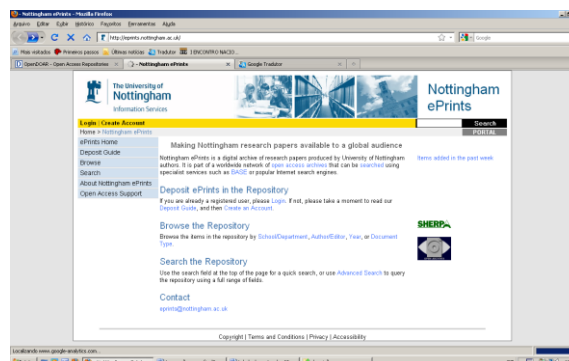 Nottingham ePrints - Mozilla Firefox
Arquivo Editar Exibir Histórico Favoritos Ferramentas Ajuda
http://eprints.nottingham.ac.uk/
Google
Mais visitados Primeiros passos Últimas notícias Tradutor I ENCONTRO NACIO...
OpenDOAR - Open Access Repositories Nottingham ePrints Google Tradutor
The University of
Nottingham
Information Services
Nottingham
ePrints
Login | Create Account
Search
Home > Nottingham ePrints
PORTAL
ePrints Home
Deposit Guide
Browse
Search
About Nottingham ePrints
Open Access Support
Making Nottingham research papers available to a global audience
Nottingham ePrints is a digital archive of research papers produced by University of Nottingham
authors. It is part of a worldwide network of open access archives that can be searched using
specialist services such as BASE or popular Internet search engines.
Items added in the past week
Deposit ePrints in the Repository
If you are already a registered user, please Login. If not, please take a moment to read our
Deposit Guide, and then Create an Account.
Browse the Repository
Browse the items in the repository by School/Department, Author/Editor, Year, or Document
Type.
SHERPA
Search the Repository
Use the search field at the top of the page for a quick search, or use Advanced Search to query
the repository using a full range of fields.
Contact
eprints@nottingham.ac.uk
Copyright | Terms and Conditions | Privacy | Accessibility
Localizando www.google-analytics.com...